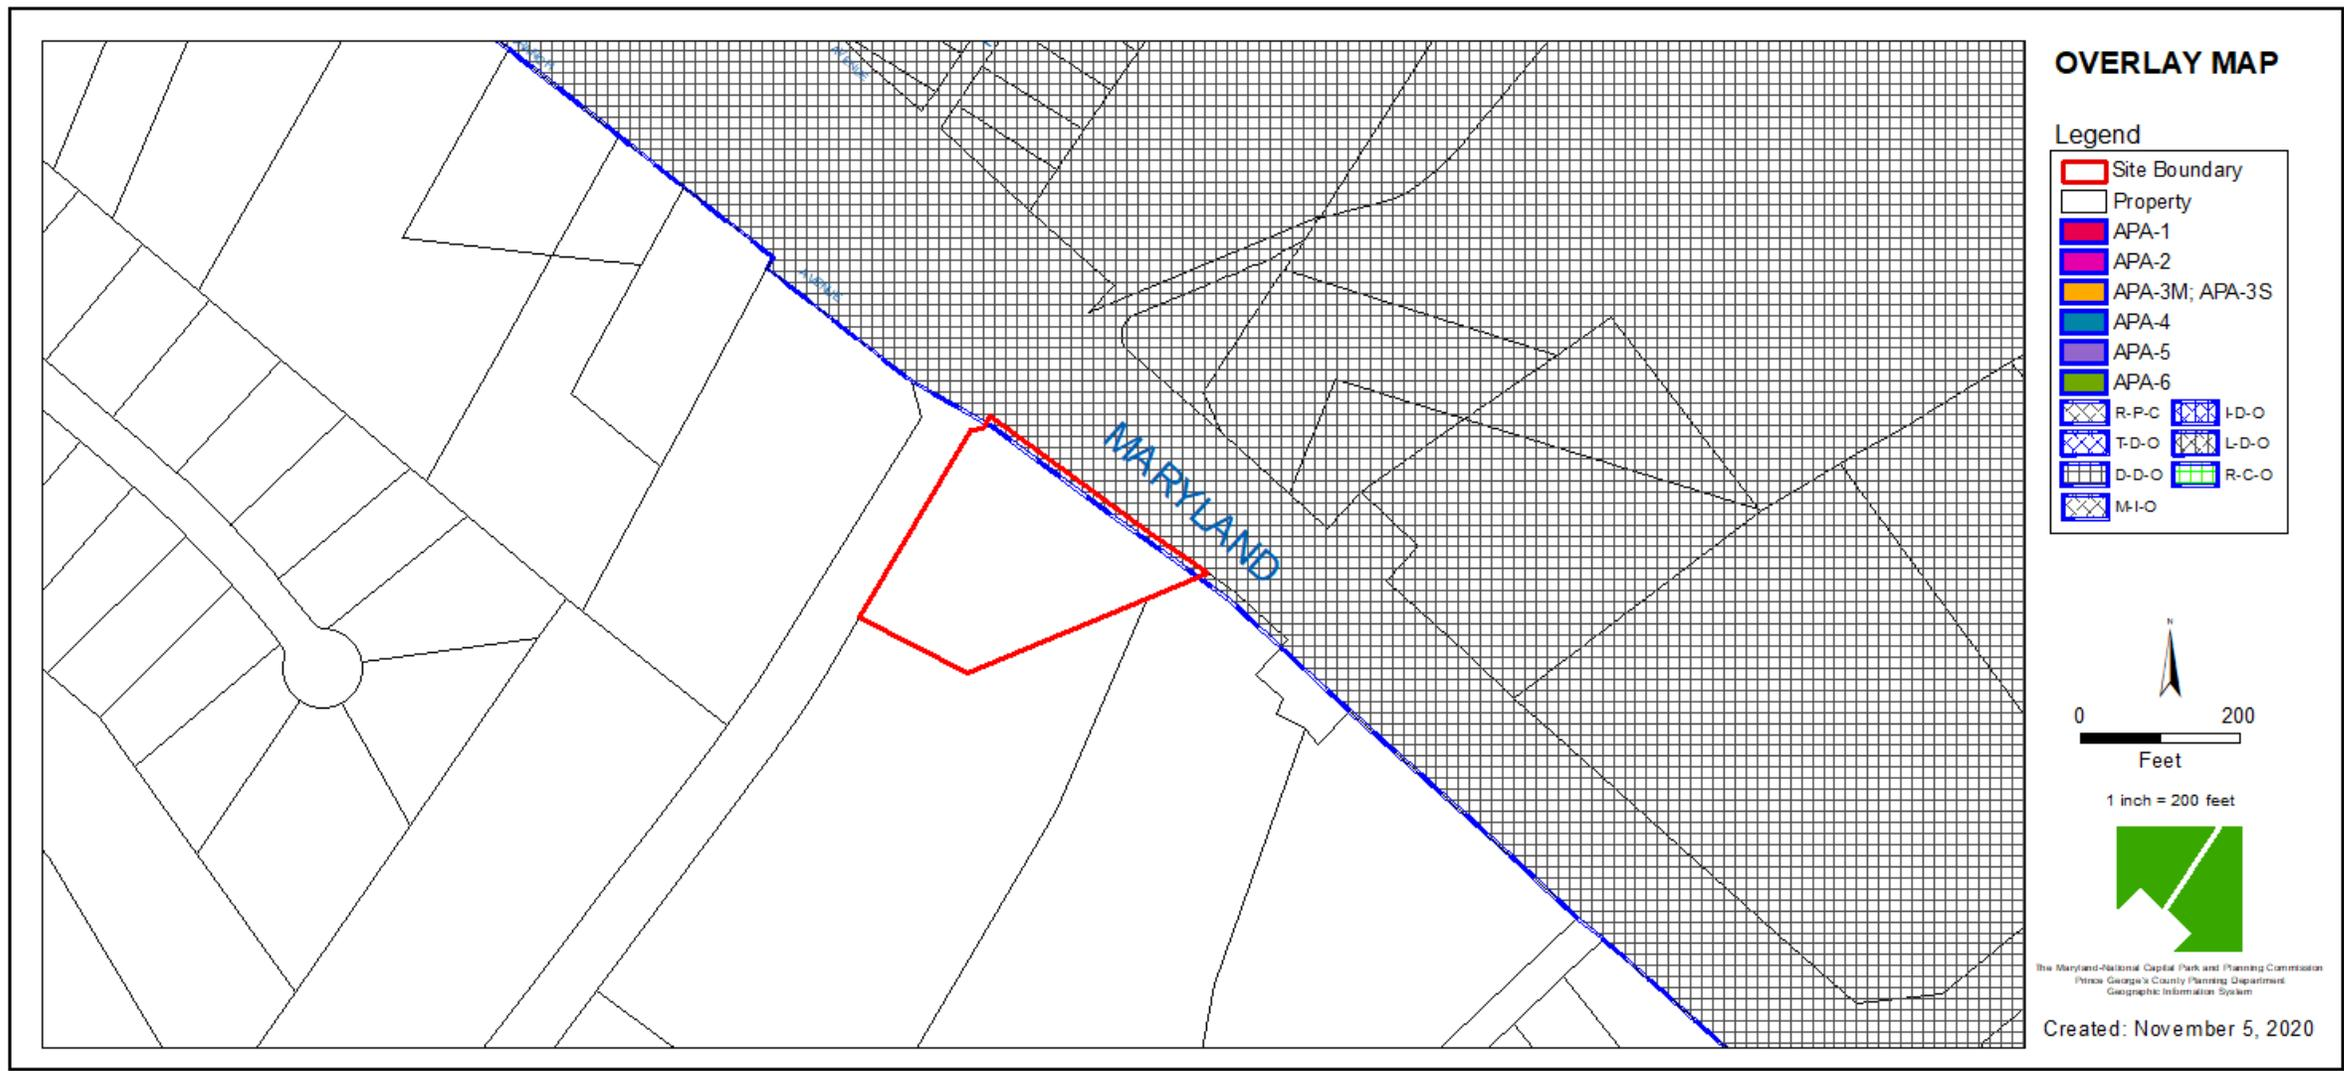 AVENUE
AVENUE
MARYLAND
OVERLAY MAP
Legend
Site Boundary
Property
APA-1
APA-2
APA-3M; APA-3S
APA-4
APA-5
APA-6
R-P-C I-D-O
T-D-O L-D-O
D-D-O R-C-O
M-I-O
N
0 200
Feet
1 inch = 200 feet
The Maryland-National Capital Park and Planning Commission
Prince George's County Planning Department
Geographic Information System
Created: November 5, 2020